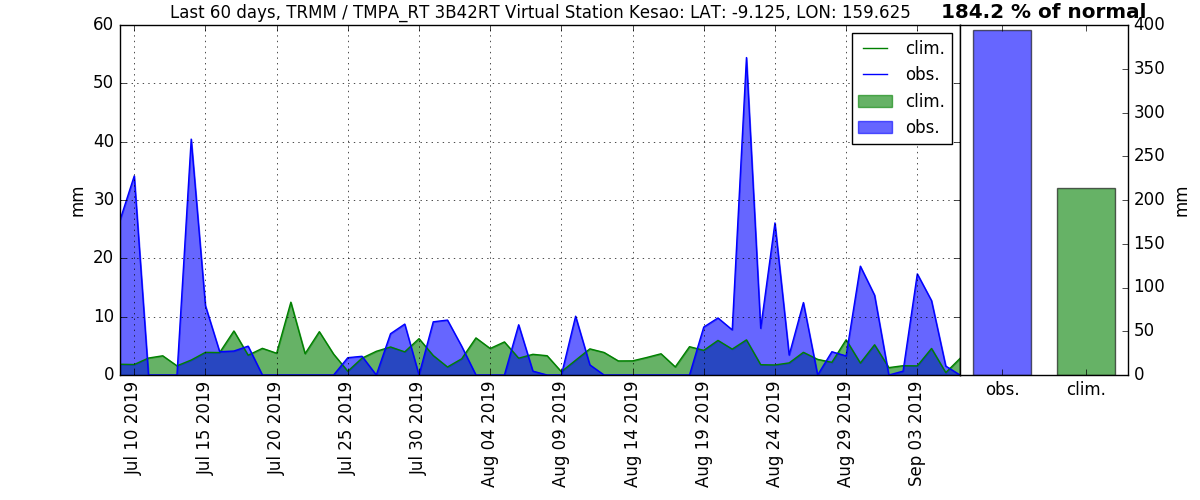 Last 60 days, TRMM / TMPA_RT 3B42RT Virtual Station Kesao: LAT: -9.125, LON: 159.625
184.2 % of normal
mm
60
50
40
30
20
10
0
clim.
obs.
clim.
obs.
Jul 10 2019
Jul 15 2019
Jul 20 2019
Jul 25 2019
Jul 30 2019
Aug 04 2019
Aug 09 2019
Aug 14 2019
Aug 19 2019
Aug 24 2019
Aug 29 2019
Sep 03 2019
400
350
300
250
200
150
100
50
0
mm
obs.
clim.